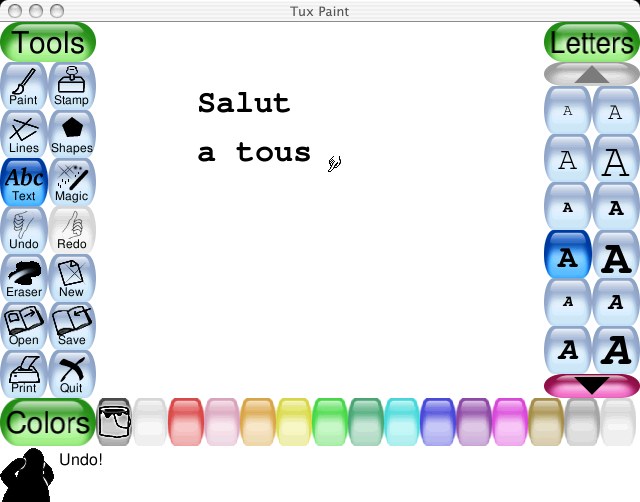 Tux Paint
Tools
Letters
Salut
a tous
Paint
Stamp
Lines
Shapes
Abc
Text
Magic
Undo
Redo
Eraser
New
Open
Save
Print
Quit
A A
A A
A A
A A
A A
A A
Colors
Undo!